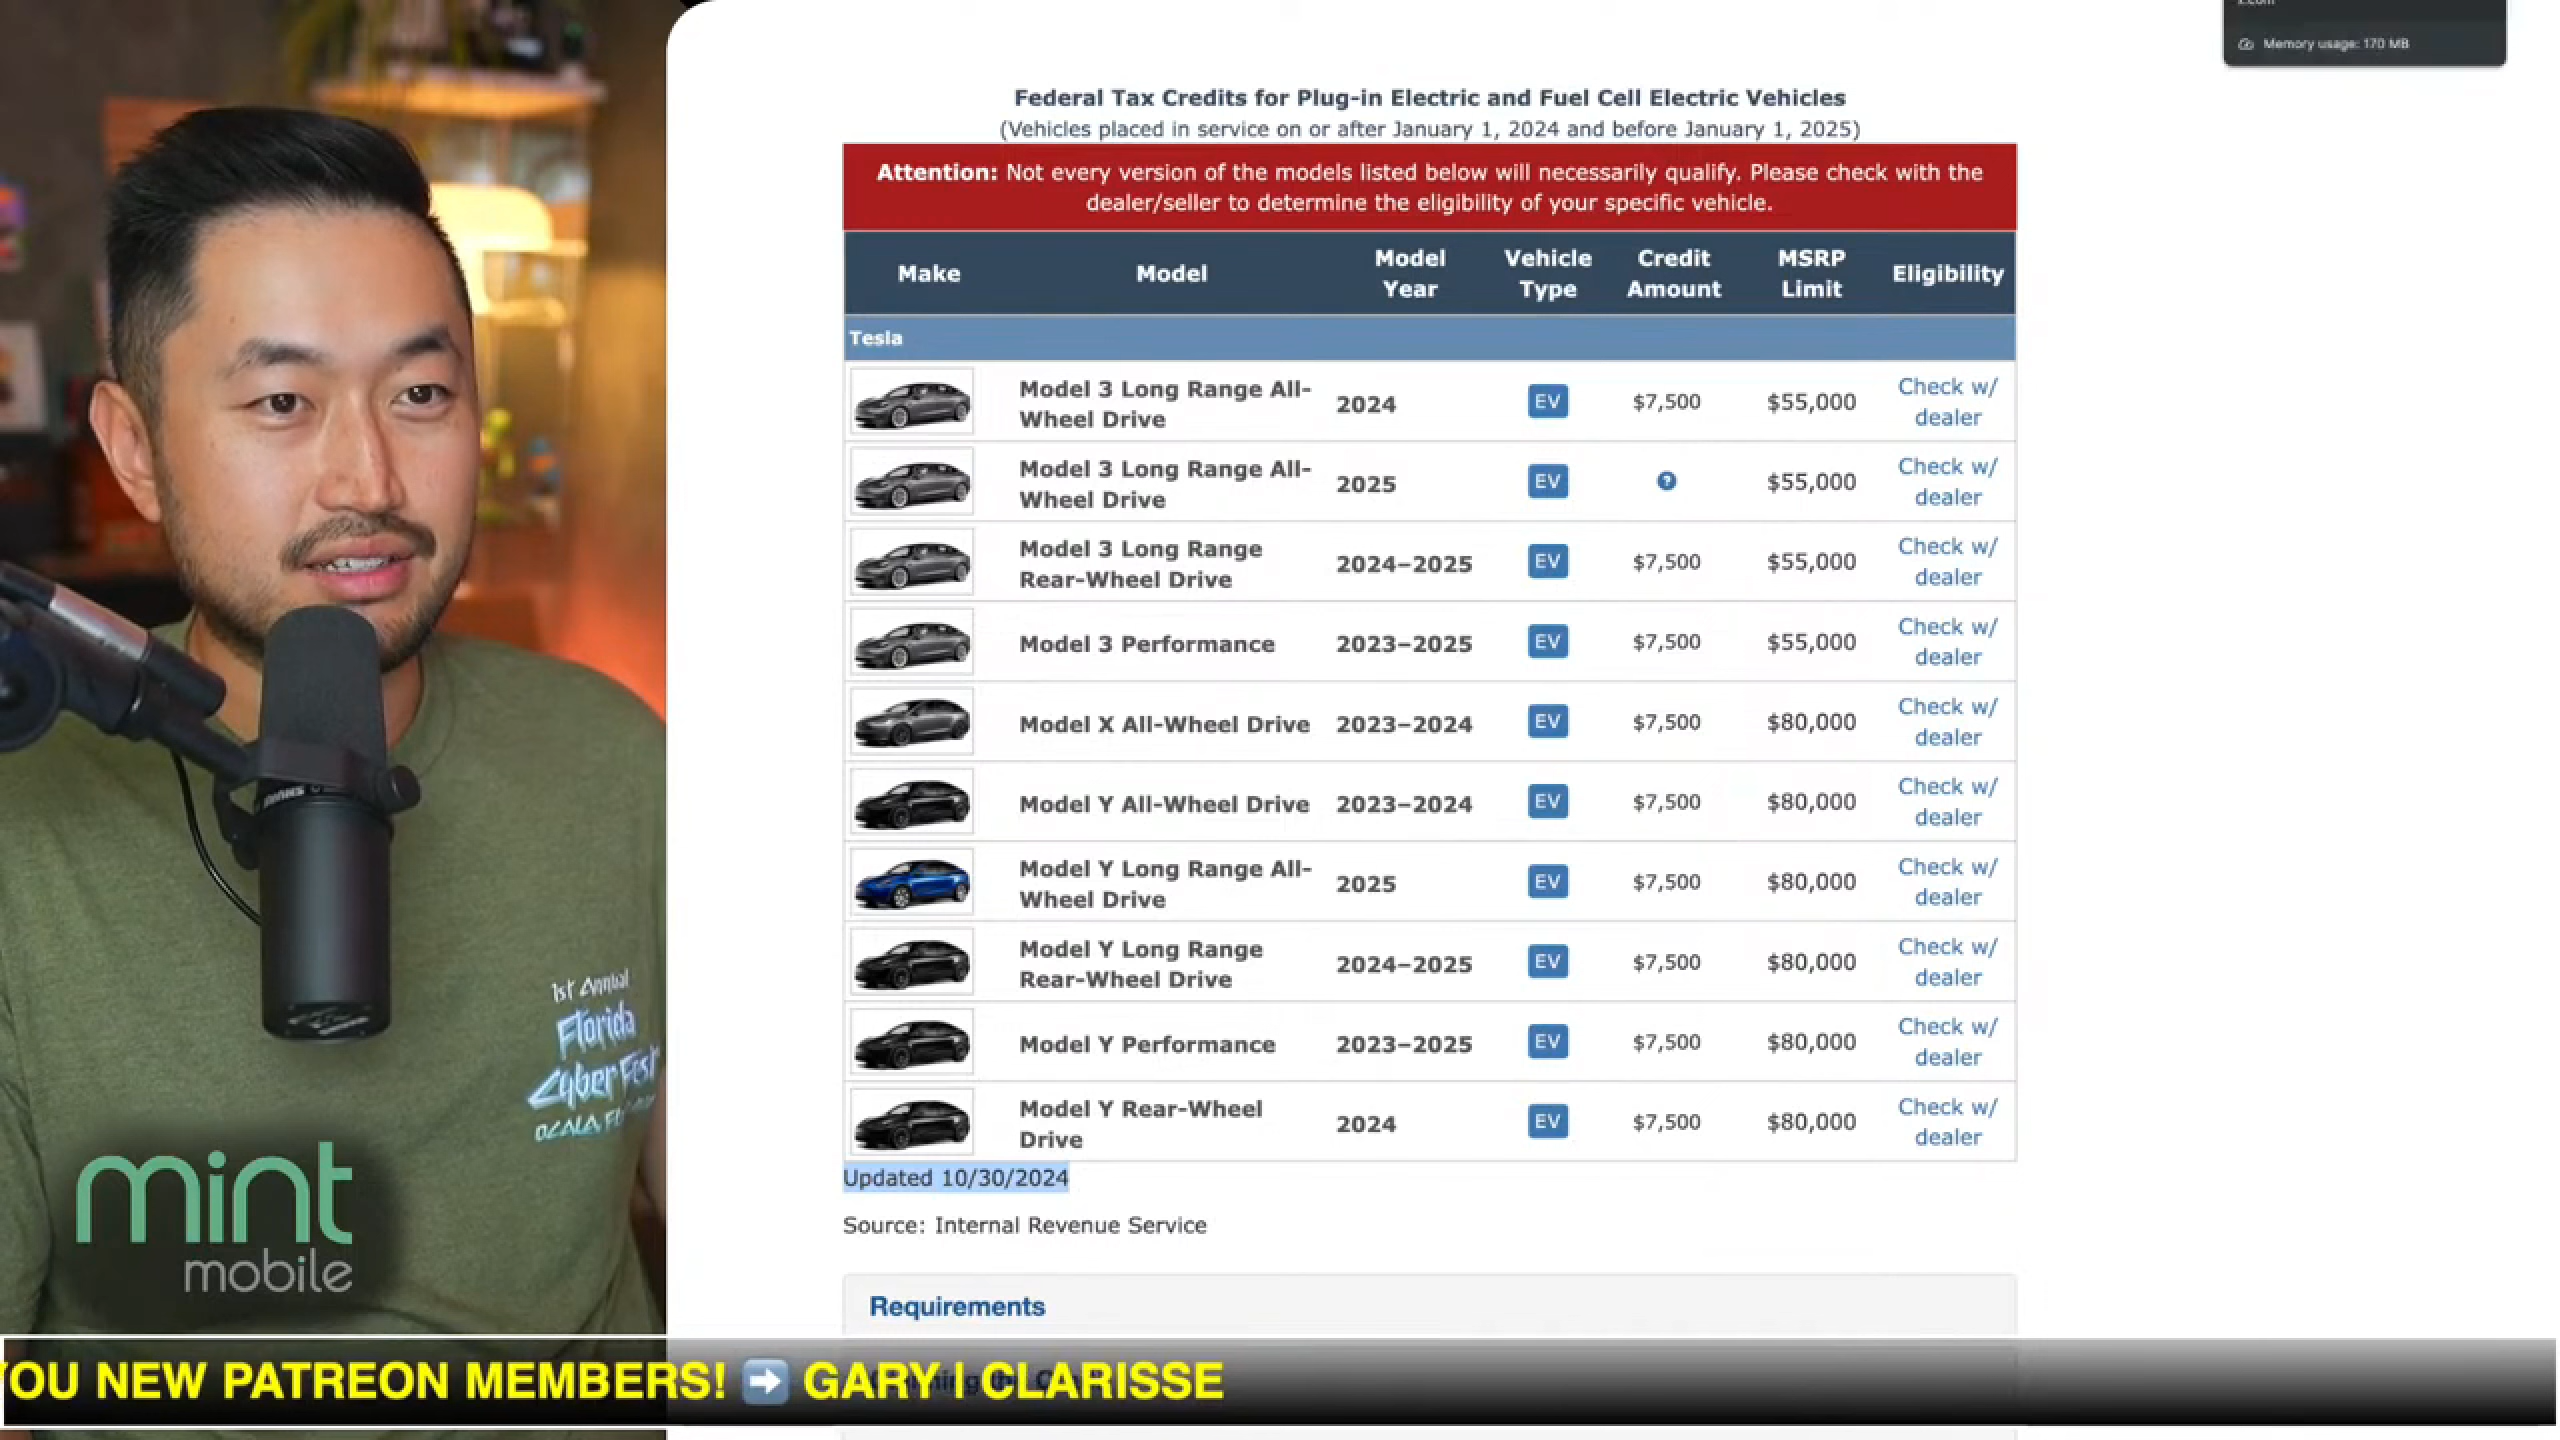 Memory usage: 170 MB
Federal Tax Credits for Plug-in Electric and Fuel Cell Electric Vehicles
(Vehicles placed in service on or after January 1, 2024 and before January 1, 2025)
Attention: Not every version of the models listed below will necessarily qualify. Please check with the
dealer/seller to determine the eligibility of your specific vehicle.
Make Model Model Year Vehicle Type Credit Amount MSRP Limit Eligibility
Tesla
Model 3 Long Range All-Wheel Drive 2024 EV $7,500 $55,000 Check w/ dealer
Model 3 Long Range All-Wheel Drive 2025 EV ? $55,000 Check w/ dealer
Model 3 Long Range Rear-Wheel Drive 2024–2025 EV $7,500 $55,000 Check w/ dealer
Model 3 Performance 2023–2025 EV $7,500 $55,000 Check w/ dealer
Model X All-Wheel Drive 2023–2024 EV $7,500 $80,000 Check w/ dealer
Model Y All-Wheel Drive 2023–2024 EV $7,500 $80,000 Check w/ dealer
Model Y Long Range All-Wheel Drive 2025 EV $7,500 $80,000 Check w/ dealer
Model Y Long Range Rear-Wheel Drive 2024–2025 EV $7,500 $80,000 Check w/ dealer
Model Y Performance 2023–2025 EV $7,500 $80,000 Check w/ dealer
Model Y Rear-Wheel Drive 2024 EV $7,500 $80,000 Check w/ dealer
Updated 10/30/2024
Source: Internal Revenue Service
Requirements
1st Annual
Florida
CyberFest
OCALA
mint
mobile
YOU NEW PATREON MEMBERS! ➡ GARY | CLARISSE